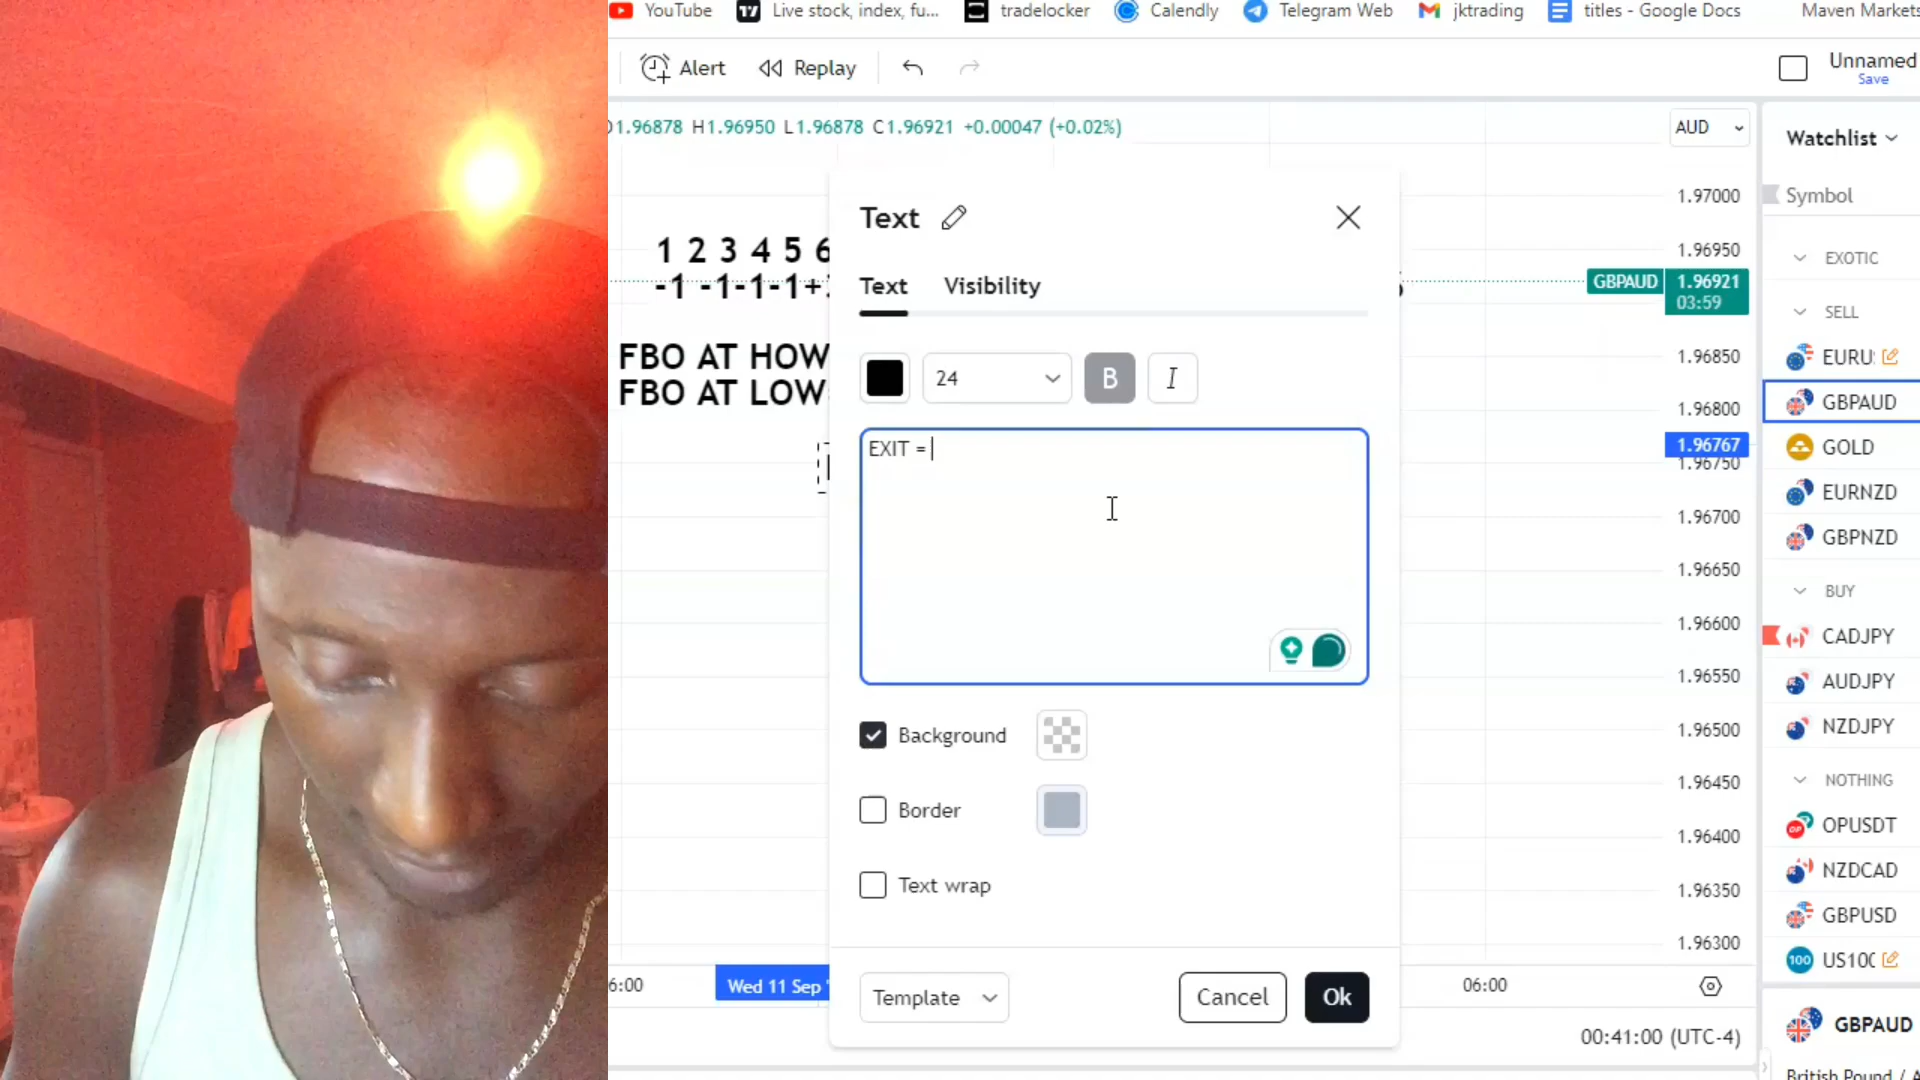 YouTube Live stock, index, fu... tradelocker Calendly Telegram Web jktrading titles - Google Docs Maven Markets
Alert Replay Unnamed
Save
1.96878 H1.96950 L1.96878 C1.96921 +0.00047 (+0.02%)
AUD
Watchlist
Symbol
Text
Text Visibility
24 B I
EXIT =
Background
Border
Text wrap
Template Cancel Ok
1 2 3 4 5 6
-1 -1-1-1+
FBO AT HOW
FBO AT LOW
1.97000
1.96950
GBPAUD 1.96921
03:59
1.96850
1.96800
1.96767
1.96750
1.96700
1.96650
1.96600
1.96550
1.96500
1.96450
1.96400
1.96350
1.96300
EXOTIC
SELL
EURU
GBPAUD
GOLD
EURNZD
GBPNZD
BUY
CADJPY
AUDJPY
NZDJPY
NOTHING
OPUSDT
NZDCAD
GBPUSD
100 US100
6:00 Wed 11 Sep 06:00
00:41:00 (UTC-4)
GBPAUD
British Pound / A